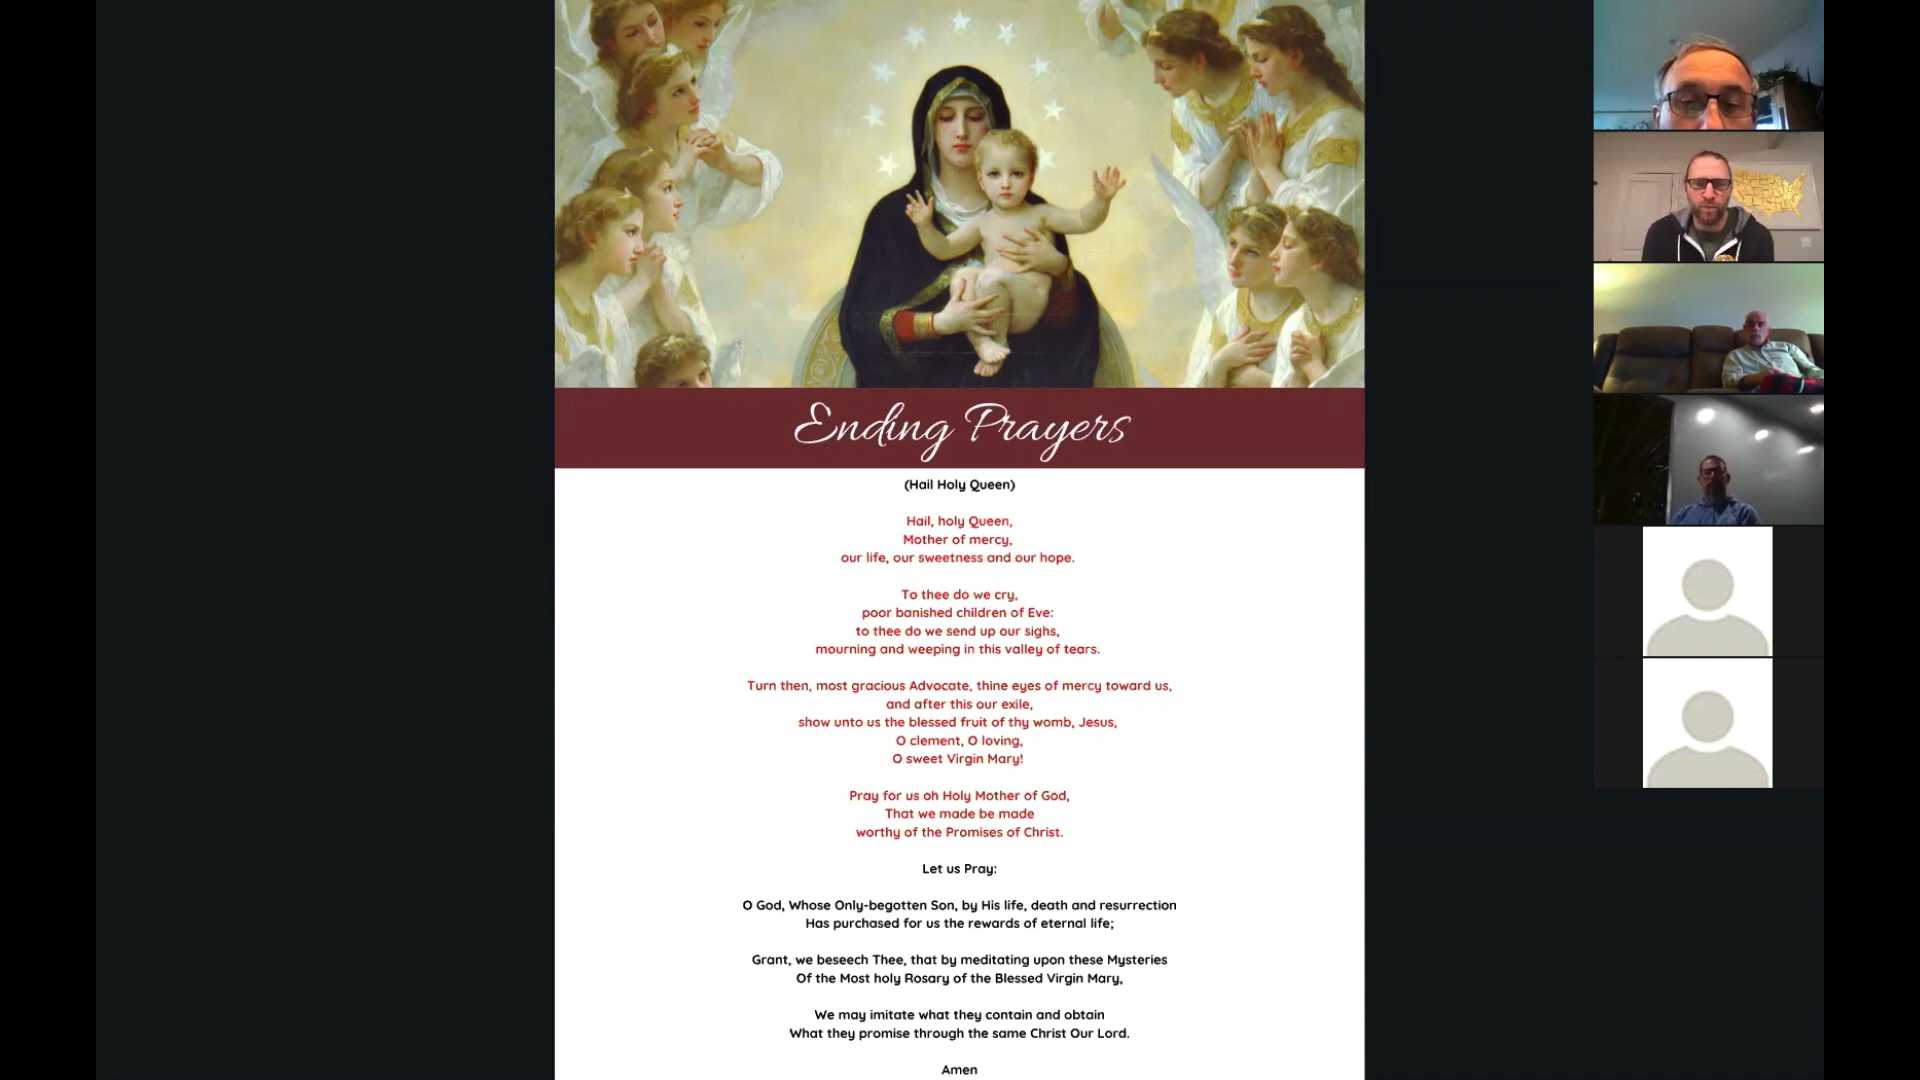 Ending Prayers
(Hail Holy Queen)
Hail, holy Queen,
Mother of mercy,
our life, our sweetness and our hope.
To thee do we cry,
poor banished children of Eve:
to thee do we send up our sighs,
mourning and weeping in this valley of tears.
Turn then, most gracious Advocate, thine eyes of mercy toward us,
and after this our exile,
show unto us the blessed fruit of thy womb, Jesus,
O clement, O loving,
O sweet Virgin Mary!
Pray for us oh Holy Mother of God,
That we made be made
worthy of the Promises of Christ.
Let us Pray:
O God, Whose Only-begotten Son, by His life, death and resurrection
Has purchased for us the rewards of eternal life;
Grant, we beseech Thee, that by meditating upon these Mysteries
Of the Most holy Rosary of the Blessed Virgin Mary,
We may imitate what they contain and obtain
What they promise through the same Christ Our Lord.
Amen